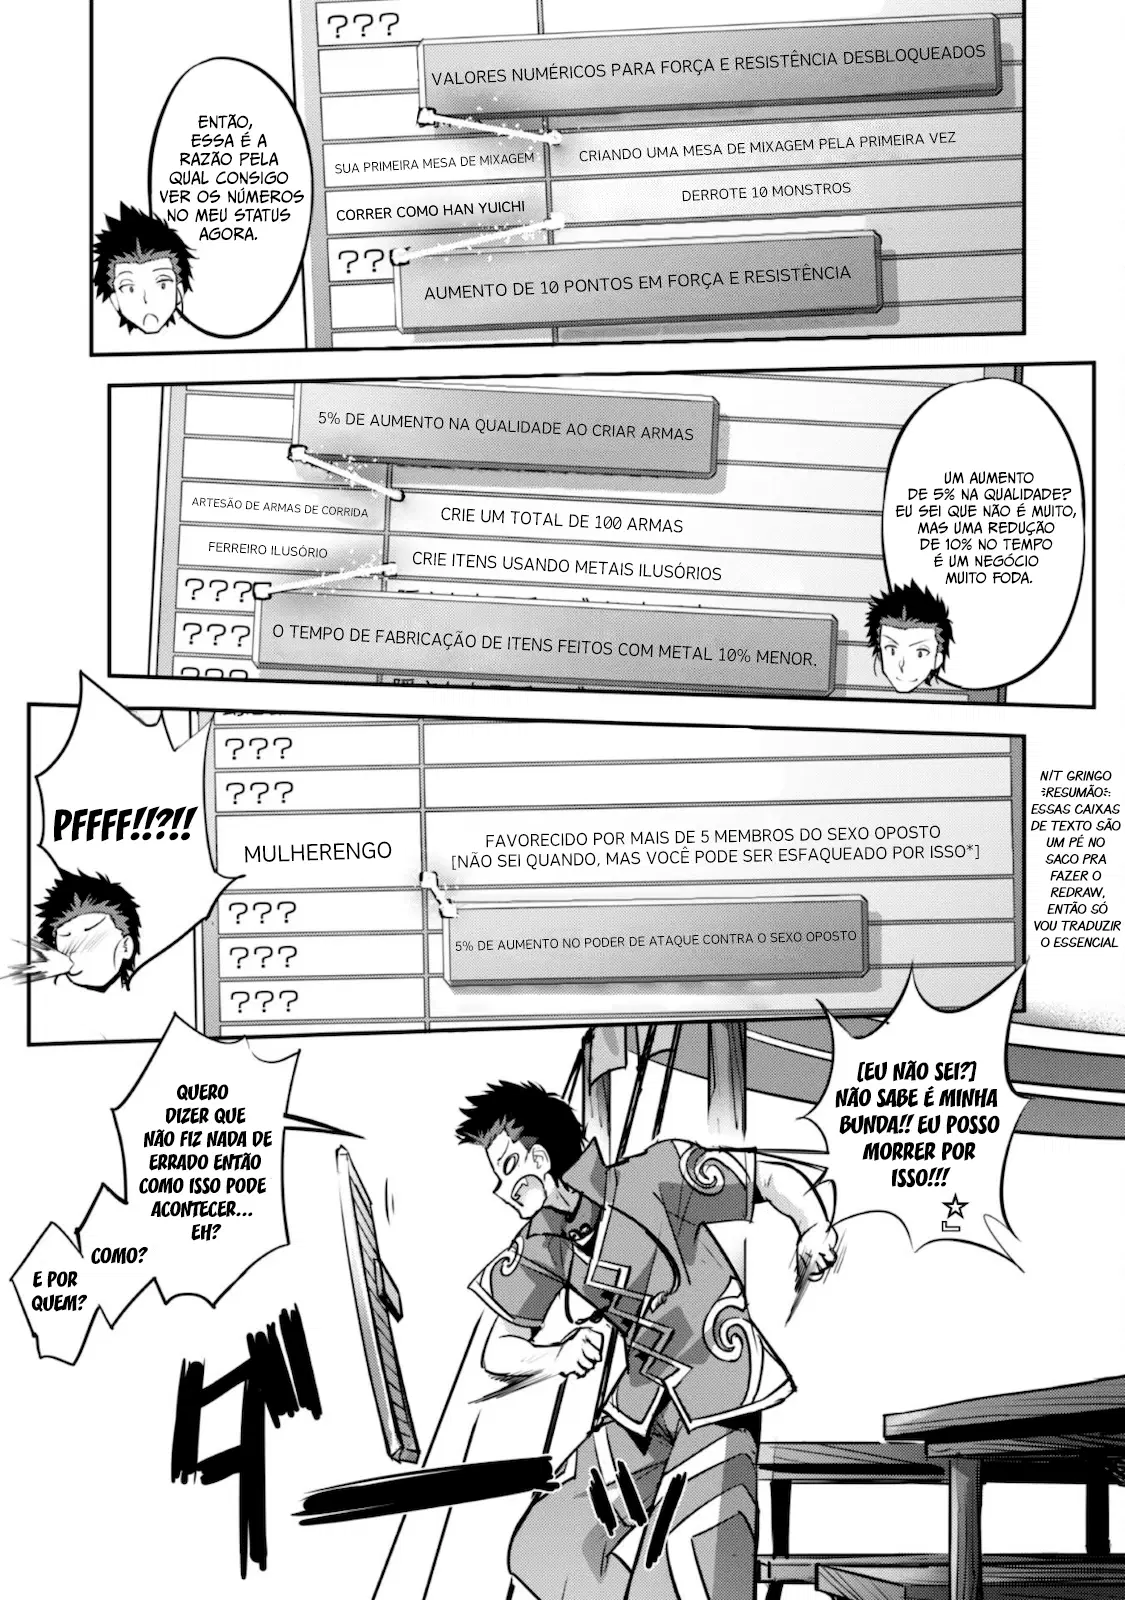 ???
VALORES NUMÉRICOS PARA FORÇA E RESISTÊNCIA DESBLOQUEADOS
ENTÃO,
ESSA É A
RAZÃO PELA
QUAL CONSIGO
VER OS NÚMEROS
NO MEU STATUS
AGORA.
SUA PRIMEIRA MESA DE MIXAGEM
CRIANDO UMA MESA DE MIXAGEM PELA PRIMEIRA VEZ
CORRER COMO HAN YUICHI
DERROTE 10 MONSTROS
???
AUMENTO DE 10 PONTOS EM FORÇA E RESISTÊNCIA
5% DE AUMENTO NA QUALIDADE AO CRIAR ARMAS
UM AUMENTO
DE 5% NA QUALIDADE?
EU SEI QUE NÃO É MUITO,
MAS UMA REDUÇÃO
DE 10% NO TEMPO
É UM NEGÓCIO
MUITO FODA.
ARTESÃO DE ARMAS DE CORRIDA
CRIE UM TOTAL DE 100 ARMAS
FERREIRO ILUSÓRIO
CRIE ITENS USANDO METAIS ILUSÓRIOS
???
???
O TEMPO DE FABRICAÇÃO DE ITENS FEITOS COM METAL 10% MENOR.
???
PFFFF!!?!!
???
???
MULHERENGO
FAVORECIDO POR MAIS DE 5 MEMBROS DO SEXO OPOSTO
[NÃO SEI QUANDO, MAS VOCÊ PODE SER ESFAQUEADO POR ISSO*]
???
5% DE AUMENTO NO PODER DE ATAQUE CONTRA O SEXO OPOSTO
???
???
N/T GRINGO
*RESUMÃO*:
ESSAS CAIXAS
DE TEXTO SÃO
UM PÉ NO
SACO PRA
FAZER O
REDRAW,
ENTÃO SÓ
VOU TRADUZIR
O ESSENCIAL
[EU NÃO SEI?]
NÃO SABE É MINHA
BUNDA!! EU POSSO
MORRER POR
ISSO!!!
☆
QUERO
DIZER QUE
NÃO FIZ NADA DE
ERRADO ENTÃO
COMO ISSO PODE
ACONTECER...
EH?
COMO?
E POR
QUEM?
ダーン